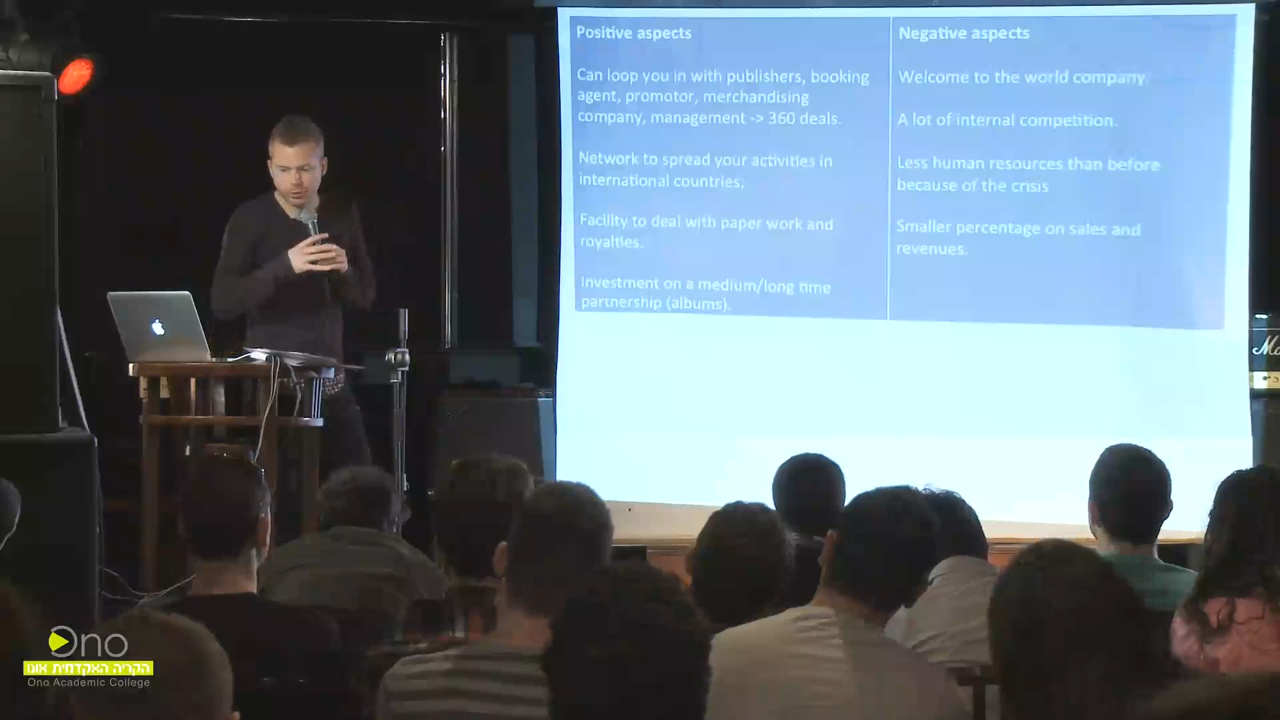 Positive aspects
Can loop you in with publishers, booking
agent, promotor, merchandising
company, management -> 360 deals.
Network to spread your activities in
international countries.
Facility to deal with paper work and
royalties.
Investment on a medium/long time
partnership (albums).
Negative aspects
Welcome to the world company.
A lot of internal competition.
Less human resources than before
because of the crisis
Smaller percentage on sales and
revenues.
Ono
הקריה האקדמית אונו
Ono Academic College